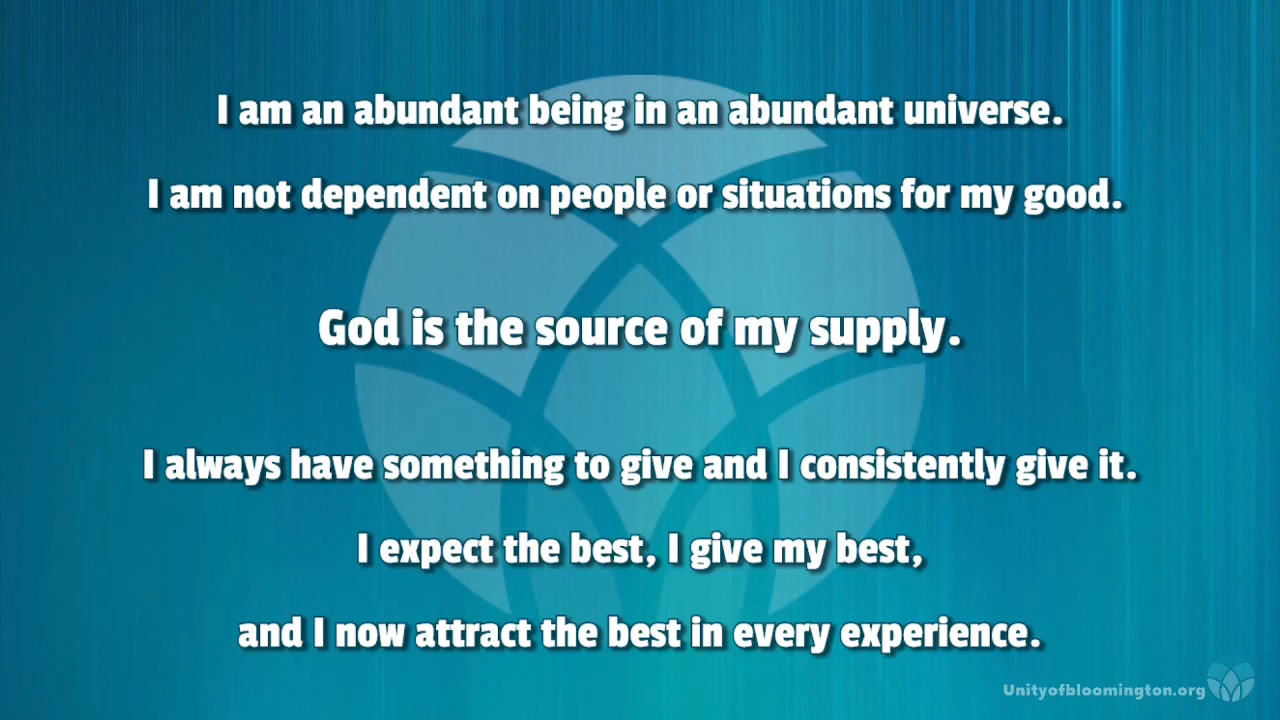 I am an abundant being in an abundant universe.
I am not dependent on people or situations for my good.
God is the source of my supply.
I always have something to give and I consistently give it.
I expect the best, I give my best,
and I now attract the best in every experience.
Unityofbloomington.org